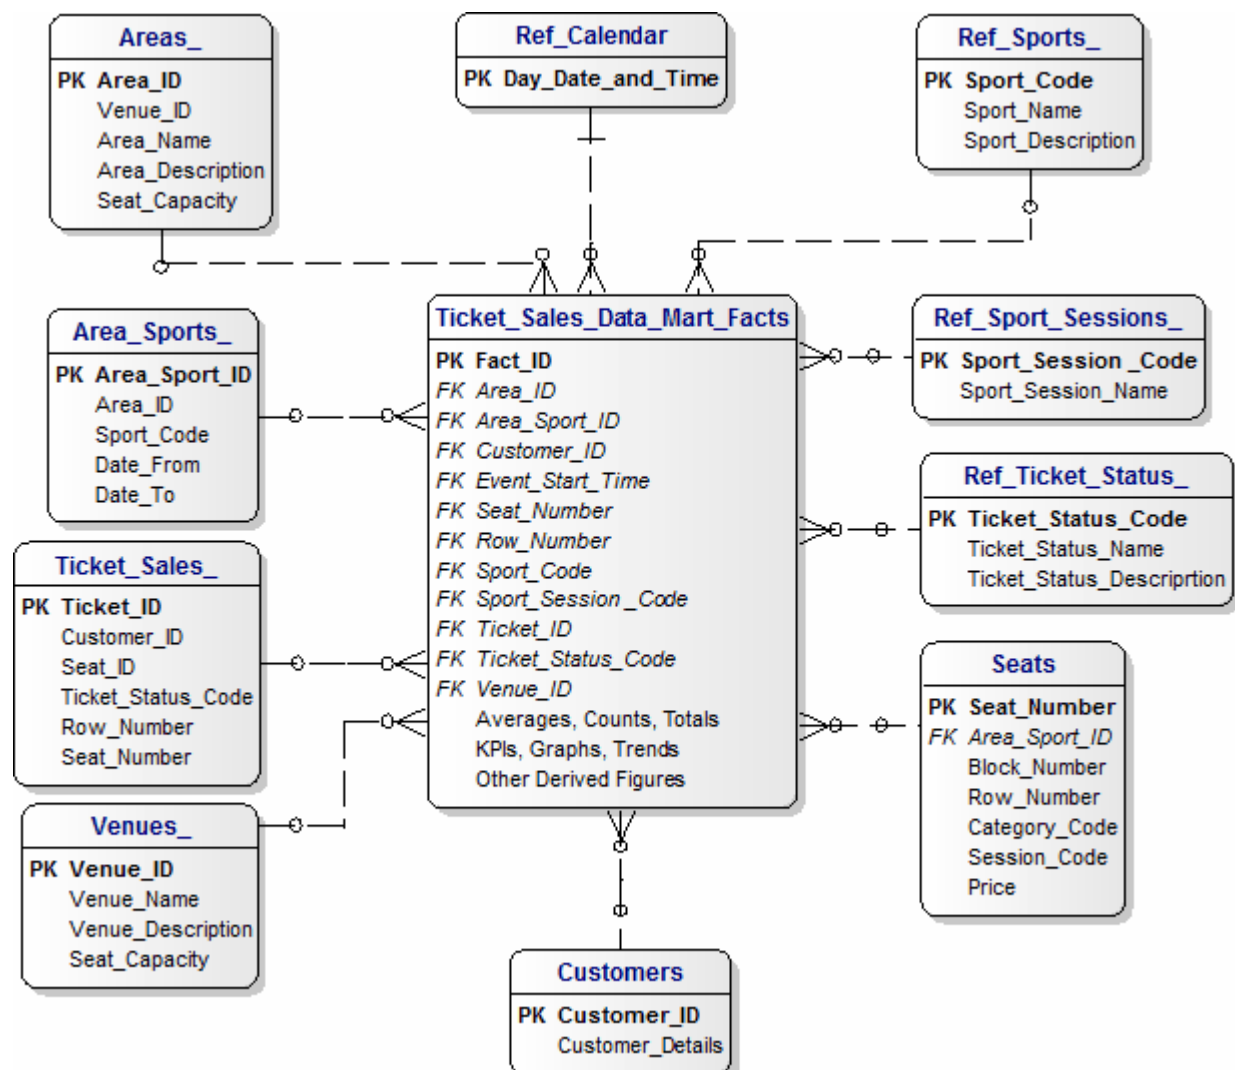 Areas_
PK Area_ID
Venue_ID
Area_Name
Area_Description
Seat_Capacity
Ref_Calendar
PK Day_Date_and_Time
Ref_Sports_
PK Sport_Code
Sport_Name
Sport_Description
Area_Sports_
PK Area_Sport_ID
Area_ID
Sport_Code
Date_From
Date_To
Ticket_Sales_
PK Ticket_ID
Customer_ID
Seat_ID
Ticket_Status_Code
Row_Number
Seat_Number
Venues_
PK Venue_ID
Venue_Name
Venue_Description
Seat_Capacity
Ticket_Sales_Data_Mart_Facts
PK Fact_ID
FK Area_ID
FK Area_Sport_ID
FK Customer_ID
FK Event_Start_Time
FK Seat_Number
FK Row_Number
FK Sport_Code
FK Sport_Session _Code
FK Ticket_ID
FK Ticket_Status_Code
FK Venue_ID
Averages, Counts, Totals
KPIs, Graphs, Trends
Other Derived Figures
Ref_Sport_Sessions_
PK Sport_Session _Code
Sport_Session_Name
Ref_Ticket_Status_
PK Ticket_Status_Code
Ticket_Status_Name
Ticket_Status_Descriprtion
Seats
PK Seat_Number
FK Area_Sport_ID
Block_Number
Row_Number
Category_Code
Session_Code
Price
Customers
PK Customer_ID
Customer_Details